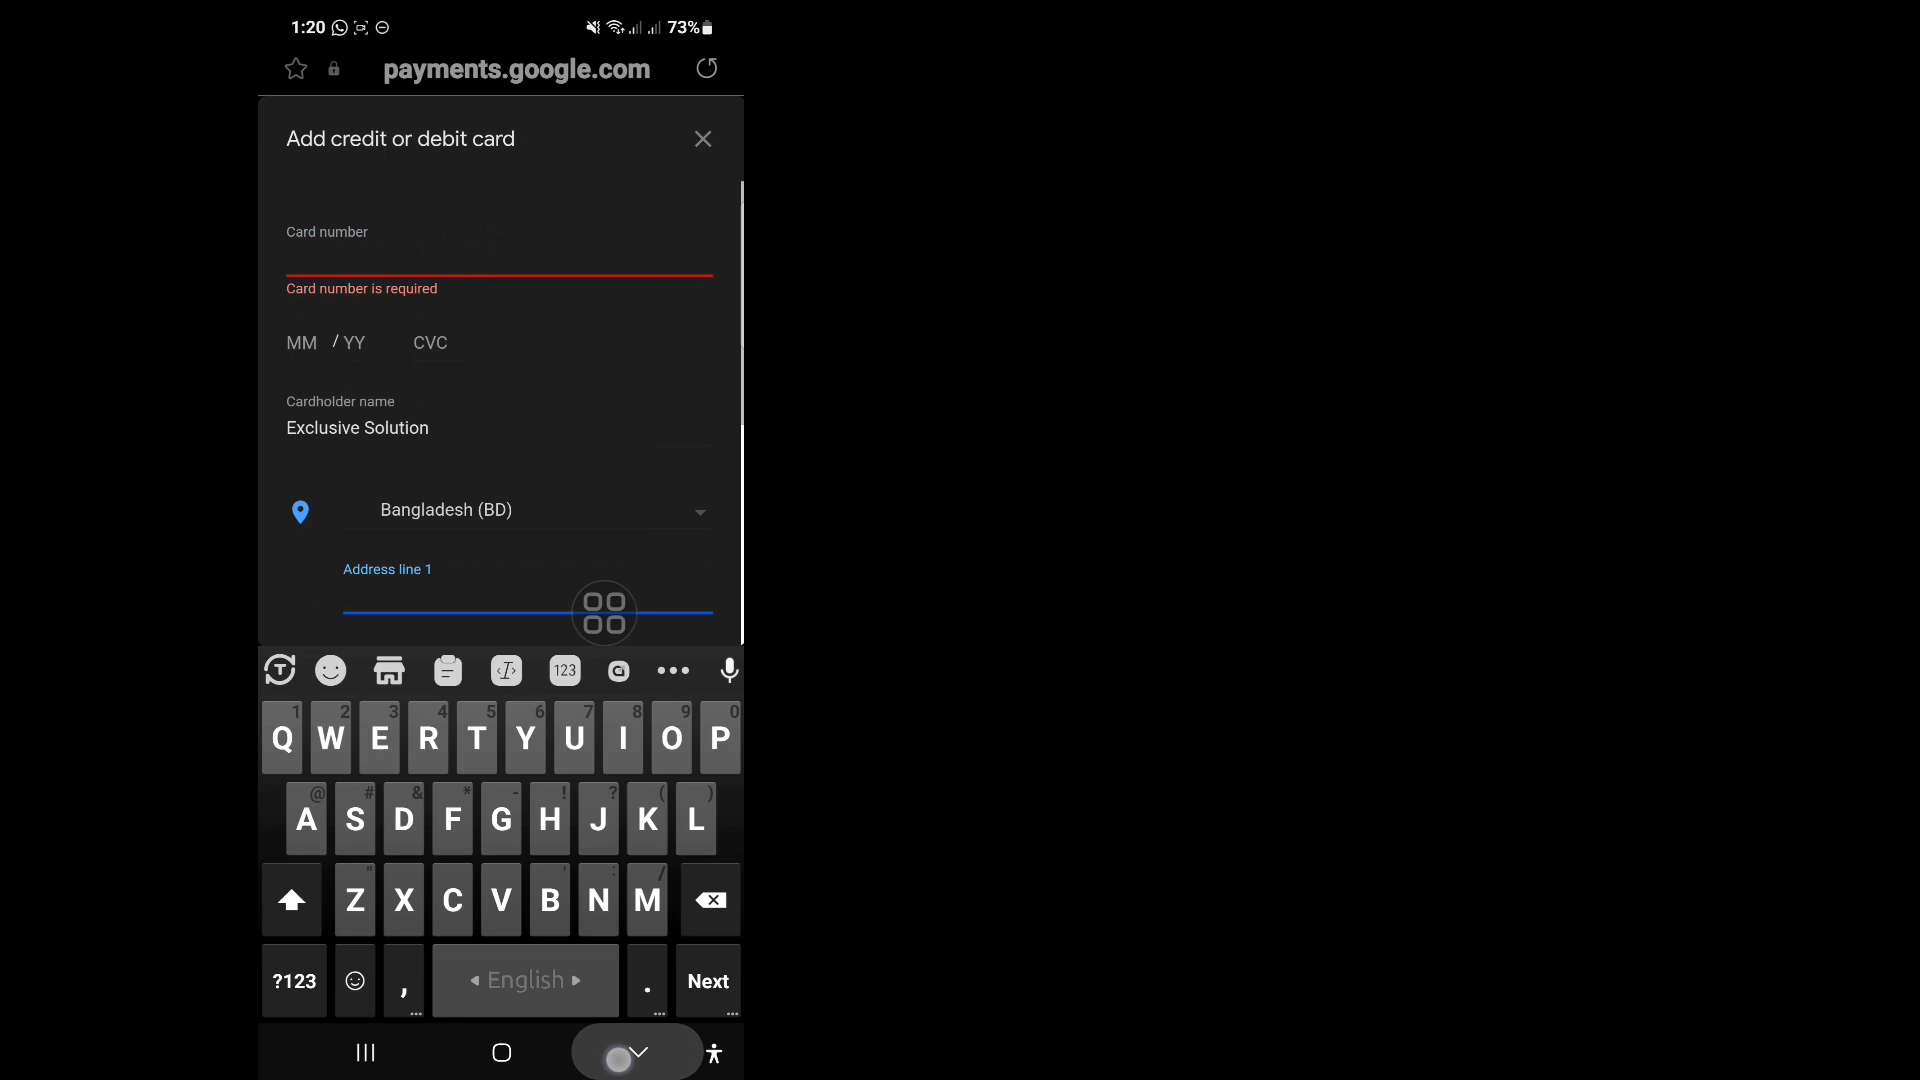 1:20 73%
payments.google.com
Add credit or debit card
Card number
Card number is required
MM / YY CVC
Cardholder name
Exclusive Solution
Bangladesh (BD)
Address line 1
T 123 G
1 2 3 4 5 6 7 8 9 0
Q W E R T Y U I O P
@ # & * - ! ? ( )
A S D F G H J K L
" ' : /
Z X C V B N M
?123 , English . Next